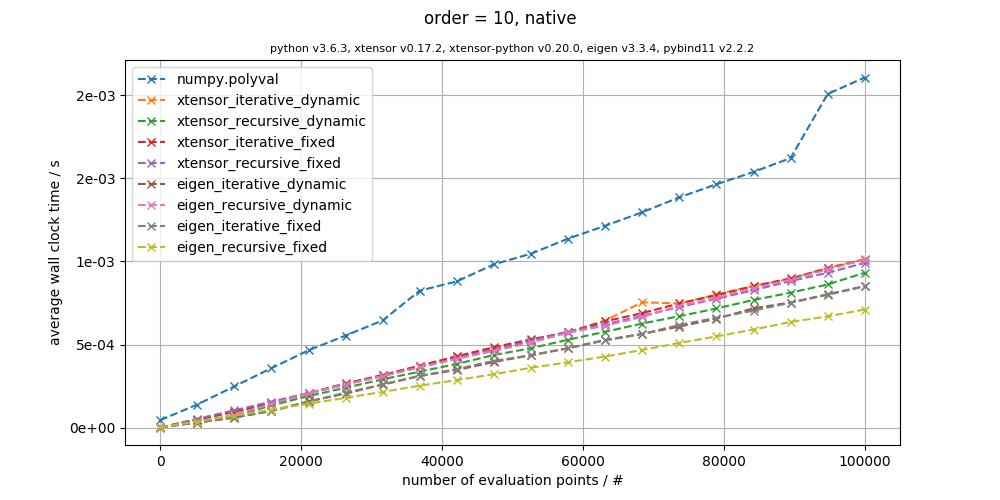 order = 10, native
python v3.6.3, xtensor v0.17.2, xtensor-python v0.20.0, eigen v3.3.4, pybind11 v2.2.2
numpy.polyval
xtensor_iterative_dynamic
xtensor_recursive_dynamic
xtensor_iterative_fixed
xtensor_recursive_fixed
eigen_iterative_dynamic
eigen_recursive_dynamic
eigen_iterative_fixed
eigen_recursive_fixed
average wall clock time / s
2e-03
2e-03
1e-03
5e-04
0e+00
0
20000
40000
60000
80000
100000
number of evaluation points / #